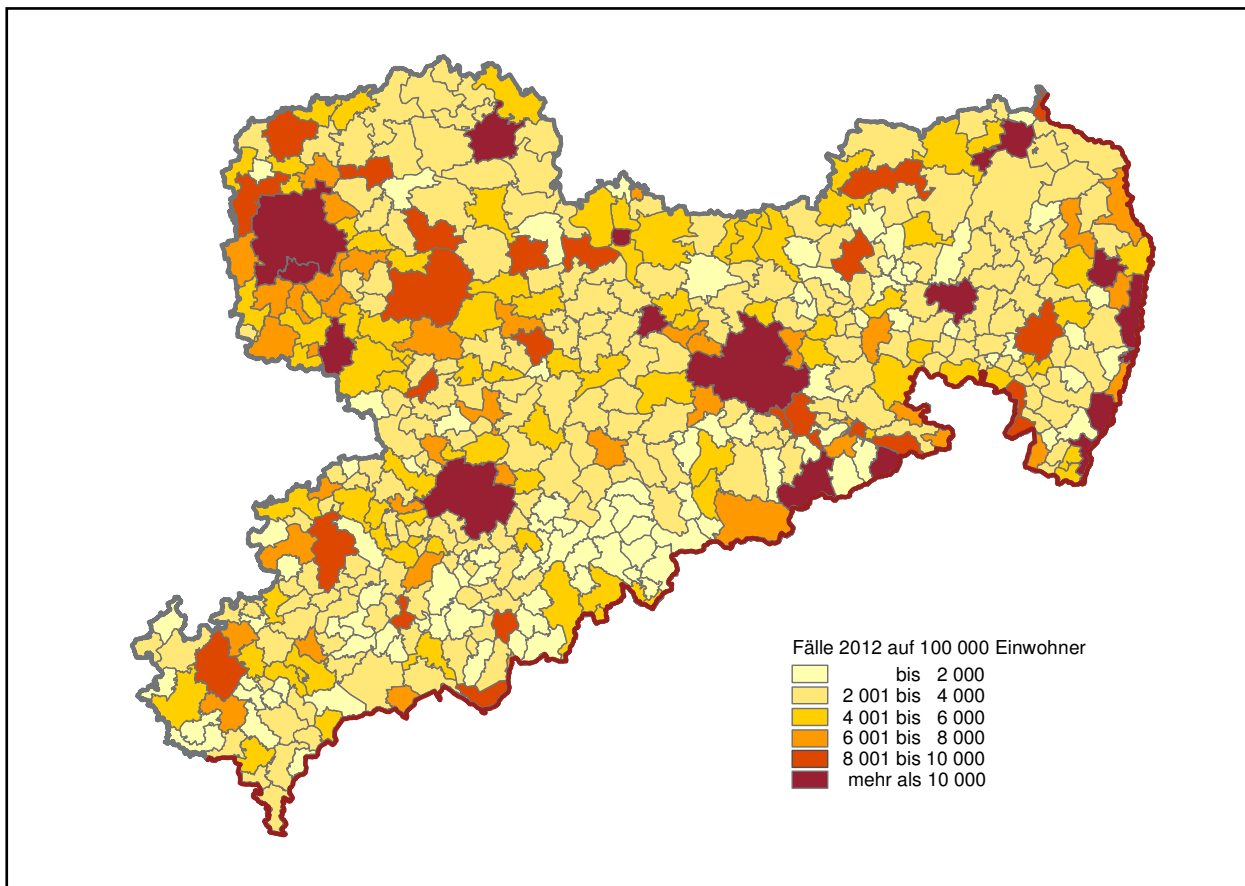 Fälle 2012 auf 100 000 Einwohner
bis 2 000
2 001 bis 4 000
4 001 bis 6 000
6 001 bis 8 000
8 001 bis 10 000
mehr als 10 000